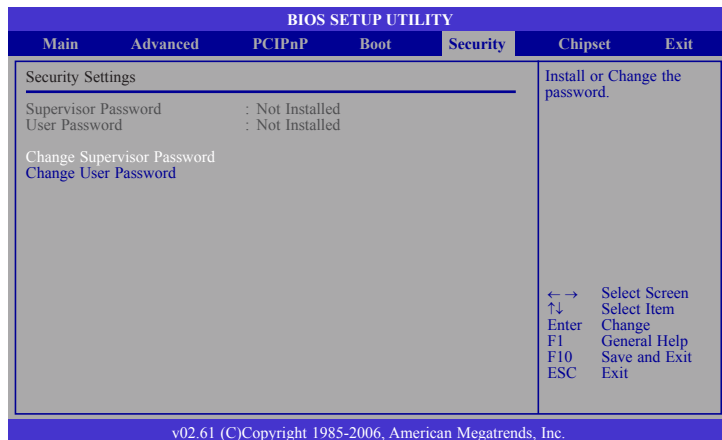 BIOS SETUP UTILITY
Main Advanced PCIPnP Boot Security Chipset Exit
Security Settings
Supervisor Password : Not Installed
User Password : Not Installed
Change Supervisor Password
Change User Password
Install or Change the
password.
←→ Select Screen
↑↓ Select Item
Enter Change
F1 General Help
F10 Save and Exit
ESC Exit
v02.61 (C)Copyright 1985-2006, American Megatrends, Inc.